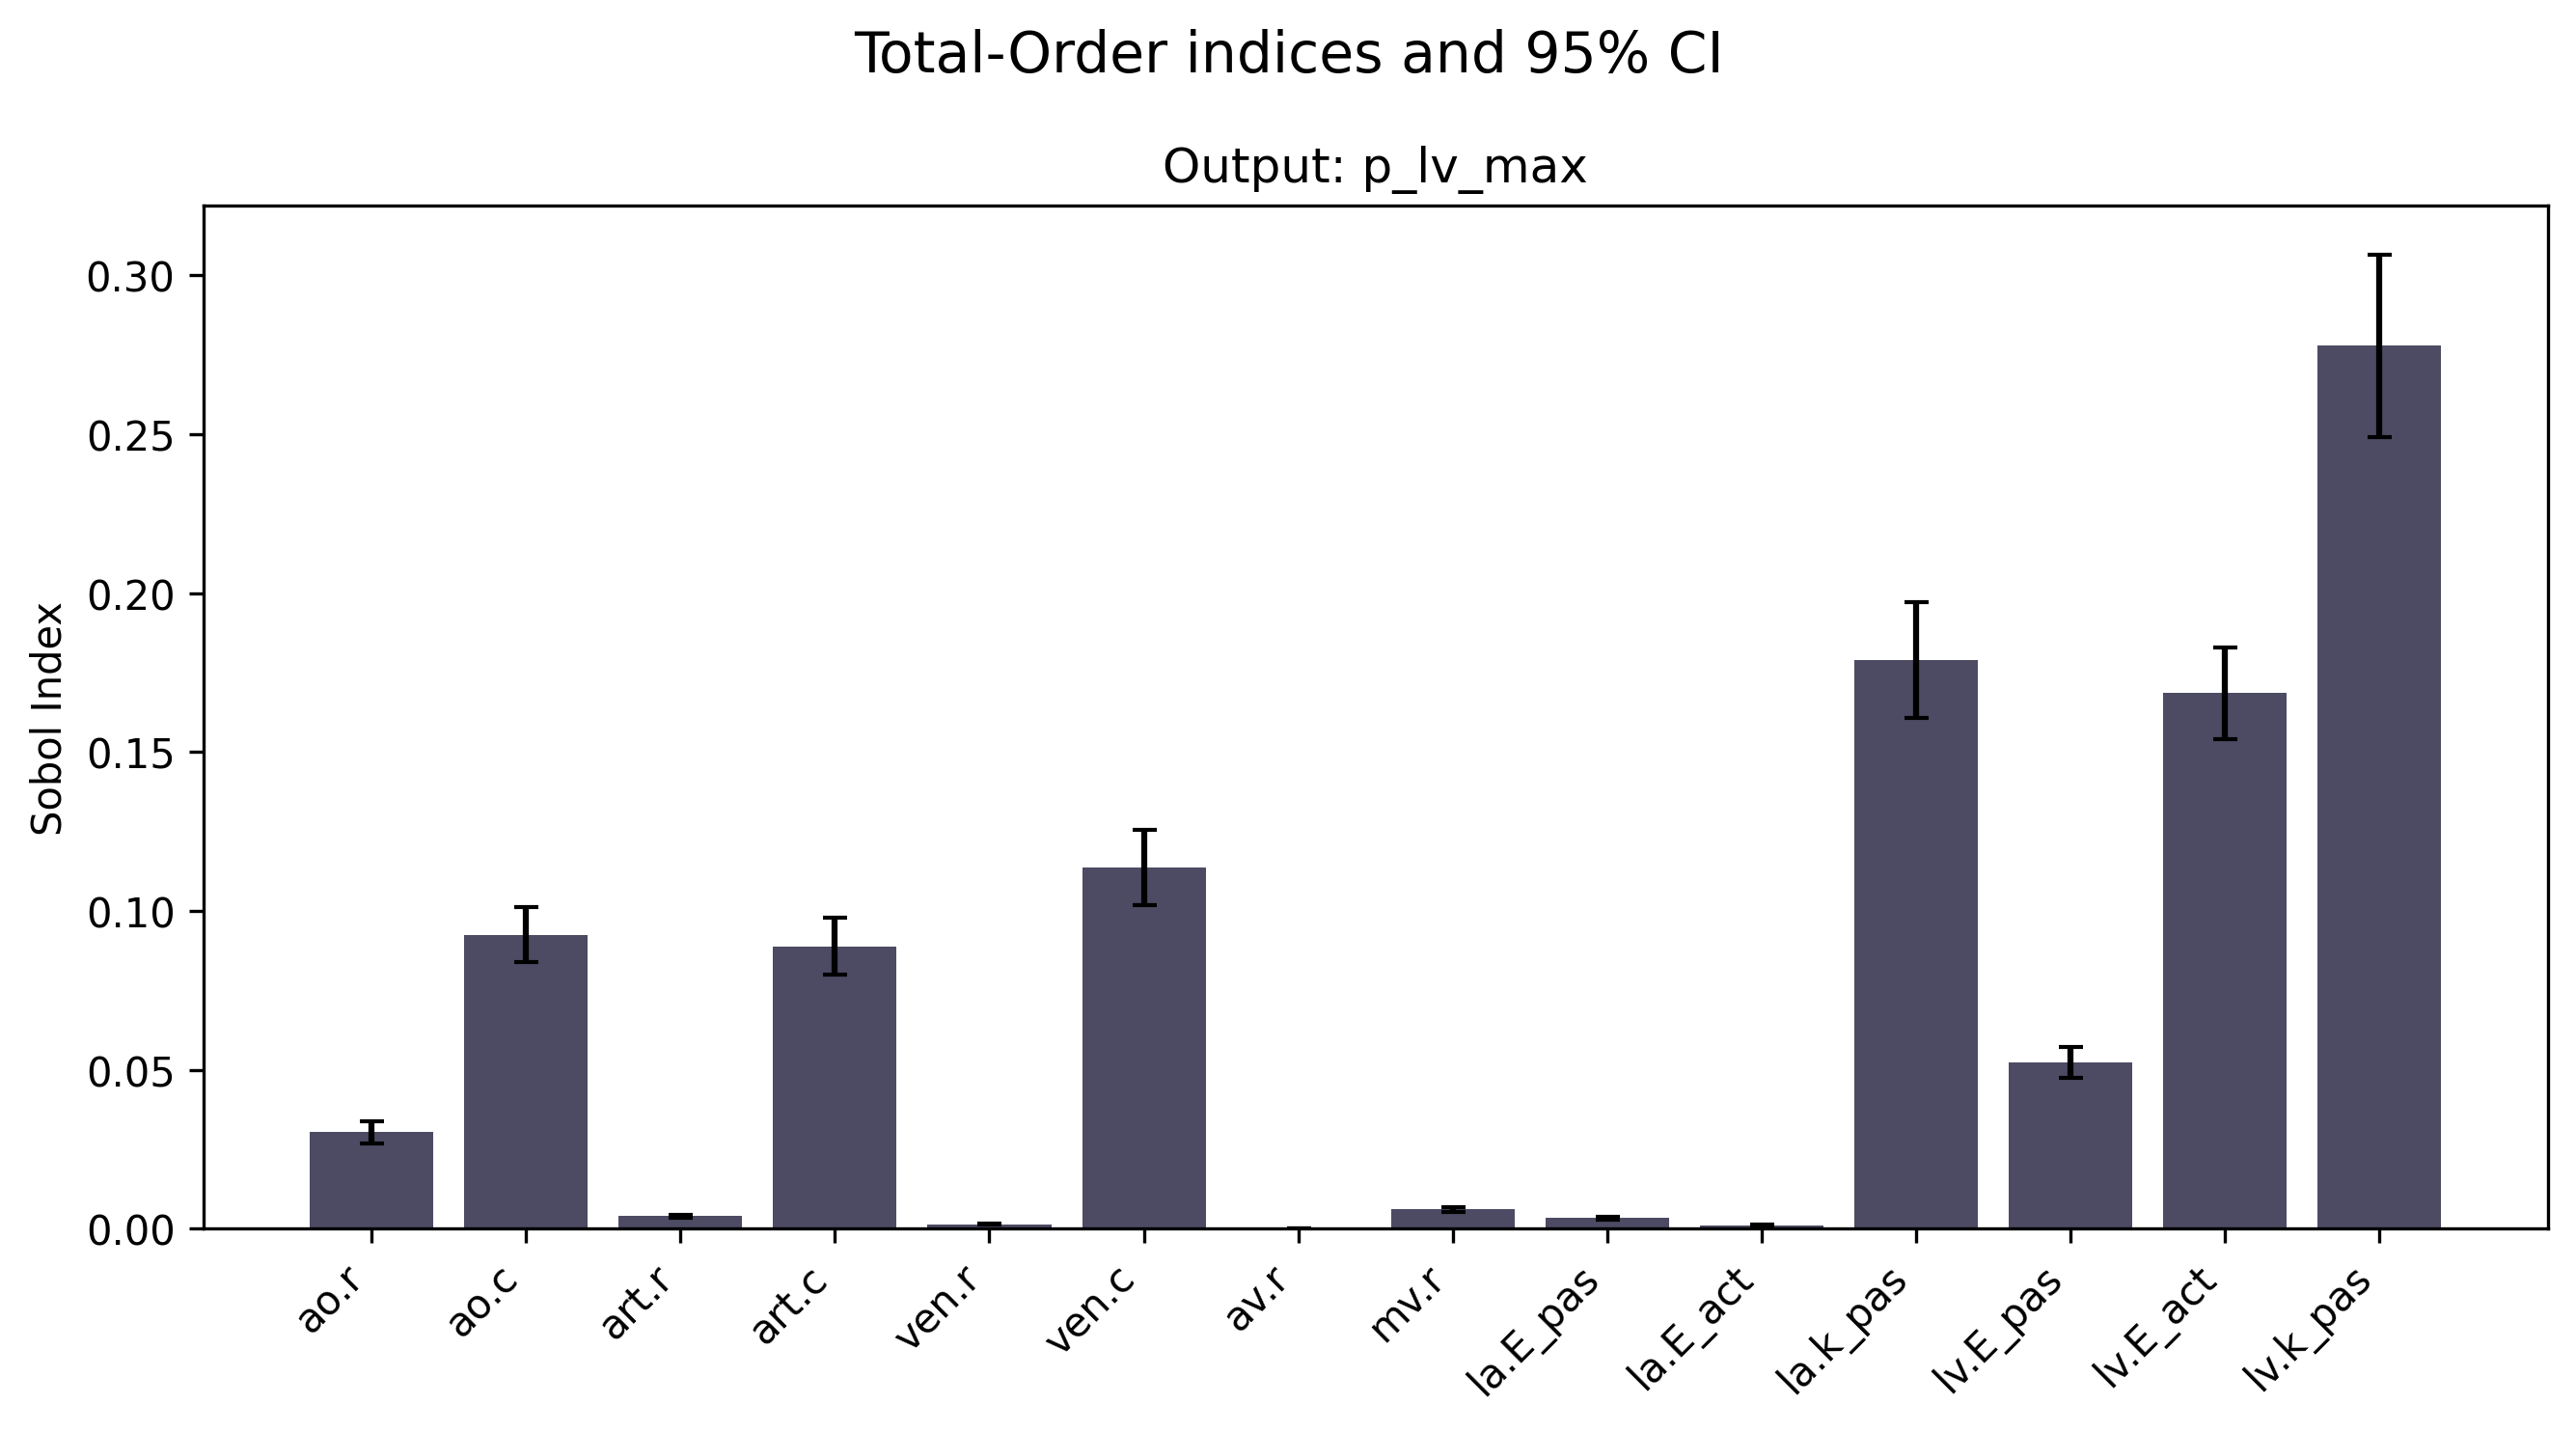 Total-Order indices and 95% CI
Output: p_lv_max
Sobol Index
0.30
0.25
0.20
0.15
0.10
0.05
0.00
ao.r
ao.c
art.r
art.c
ven.r
ven.c
av.r
mv.r
la.E_pas
la.E_act
la.k_pas
lv.E_pas
lv.E_act
lv.k_pas